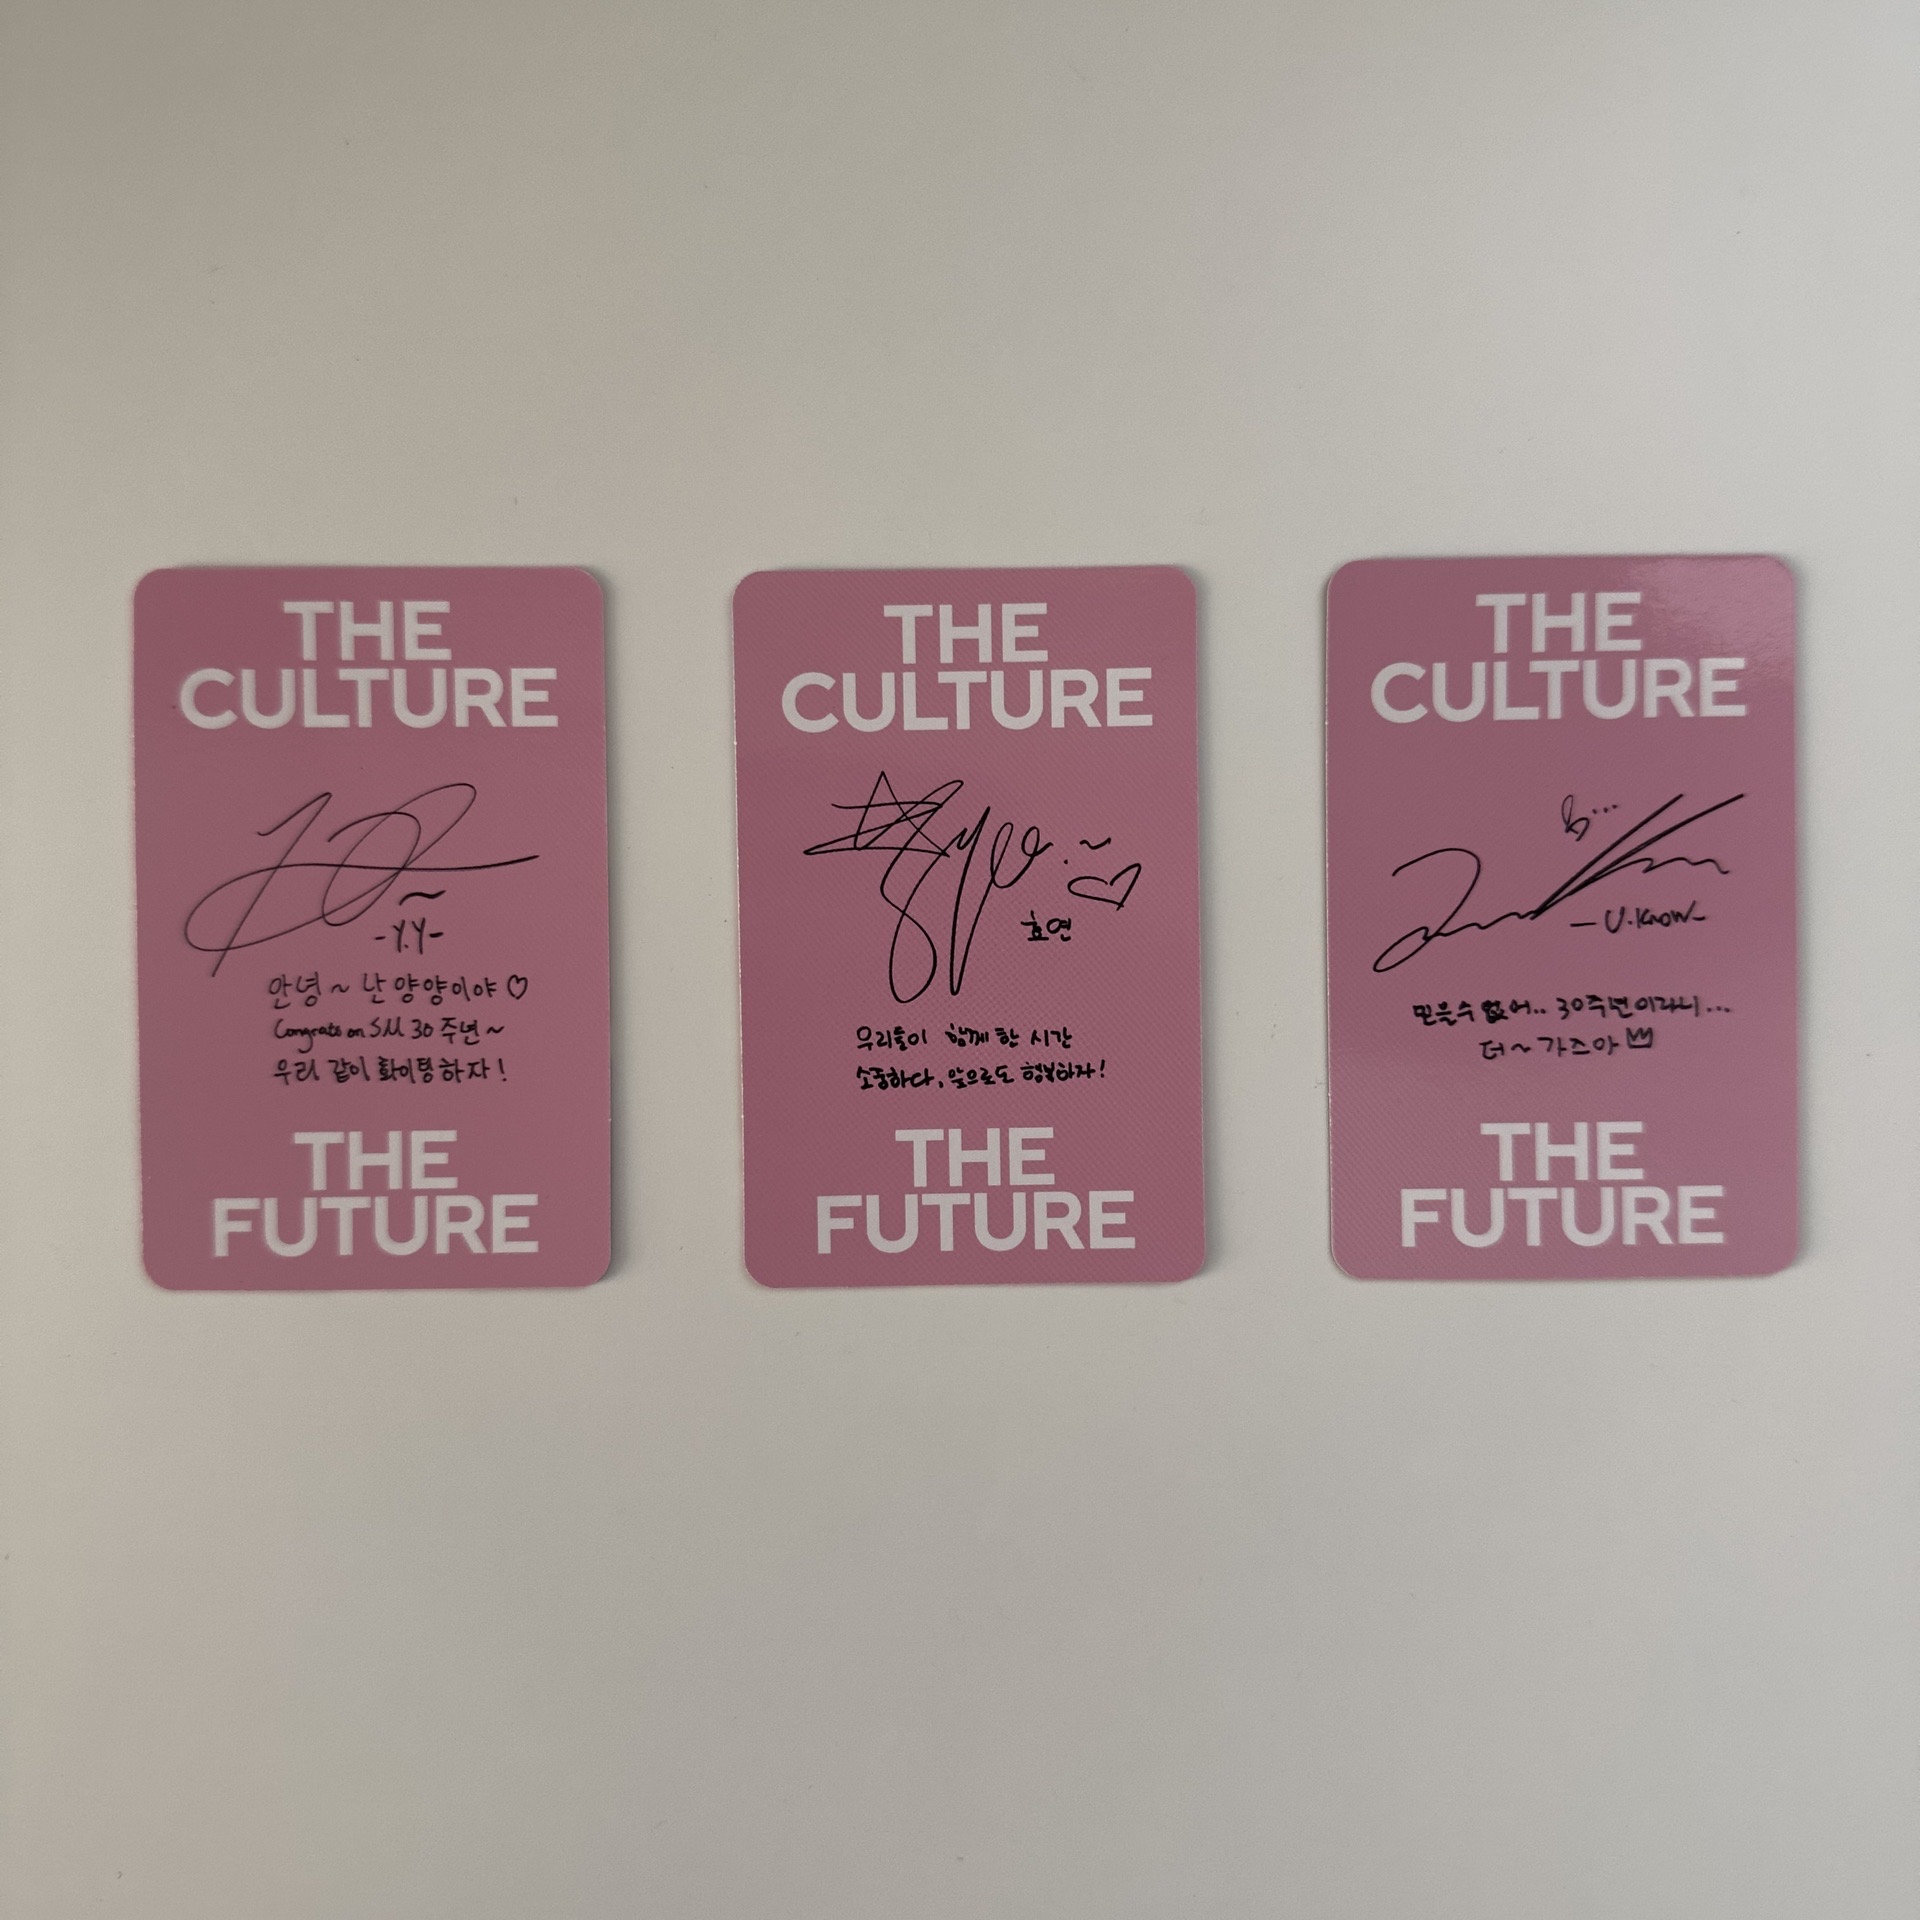 THE
CULTURE
-Y.Y-
안녕~ 난 양양이야♡
Congrats on SM 30주년~
우리 같이 화이팅하자!
THE
FUTURE
THE
CULTURE
Hyo.~♡
효연
우리들이 함께 한 시간
소중하다, 앞으로도 행복하자!
THE
FUTURE
THE
CULTURE
-U.Know-
믿을수 없어.. 30주년이라니...
더~ 가즈아
THE
FUTURE